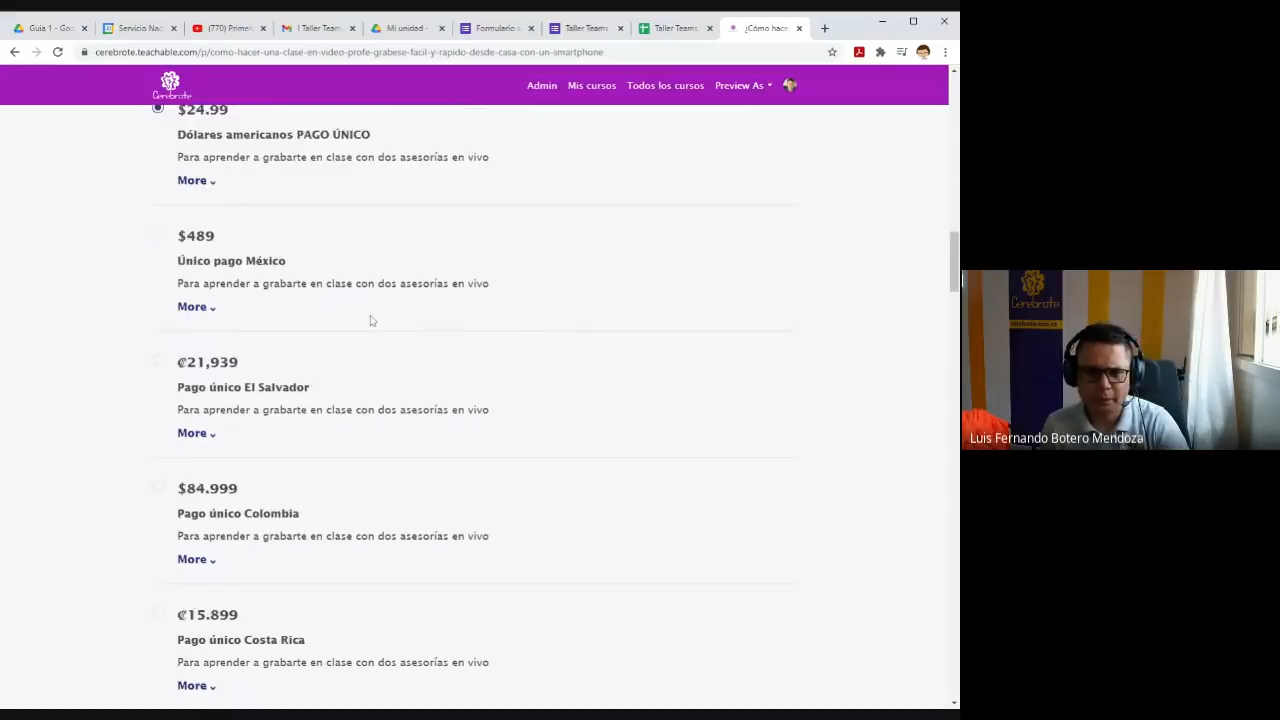 Guia 1 - Goo
Servicio Nac
(770) Primer
I Taller Team
Mi unidad -
Formulario s
Taller Teams
Taller Teams
¿Cómo hace
cerebrote.teachable.com/p/como-hacer-una-clase-en-video-profe-grabese-facil-y-rapido-desde-casa-con-un-smartphone
Cerebrote
Admin
Mis cursos
Todos los cursos
Preview As
$24.99
Dólares americanos PAGO ÚNICO
Para aprender a grabarte en clase con dos asesorías en vivo
More
$489
Único pago México
Para aprender a grabarte en clase con dos asesorías en vivo
More
₡21,939
Pago único El Salvador
Para aprender a grabarte en clase con dos asesorías en vivo
More
$84.999
Pago único Colombia
Para aprender a grabarte en clase con dos asesorías en vivo
More
₡15.899
Pago único Costa Rica
Para aprender a grabarte en clase con dos asesorías en vivo
More
Cerebrote
Luis Fernando Botero Mendoza